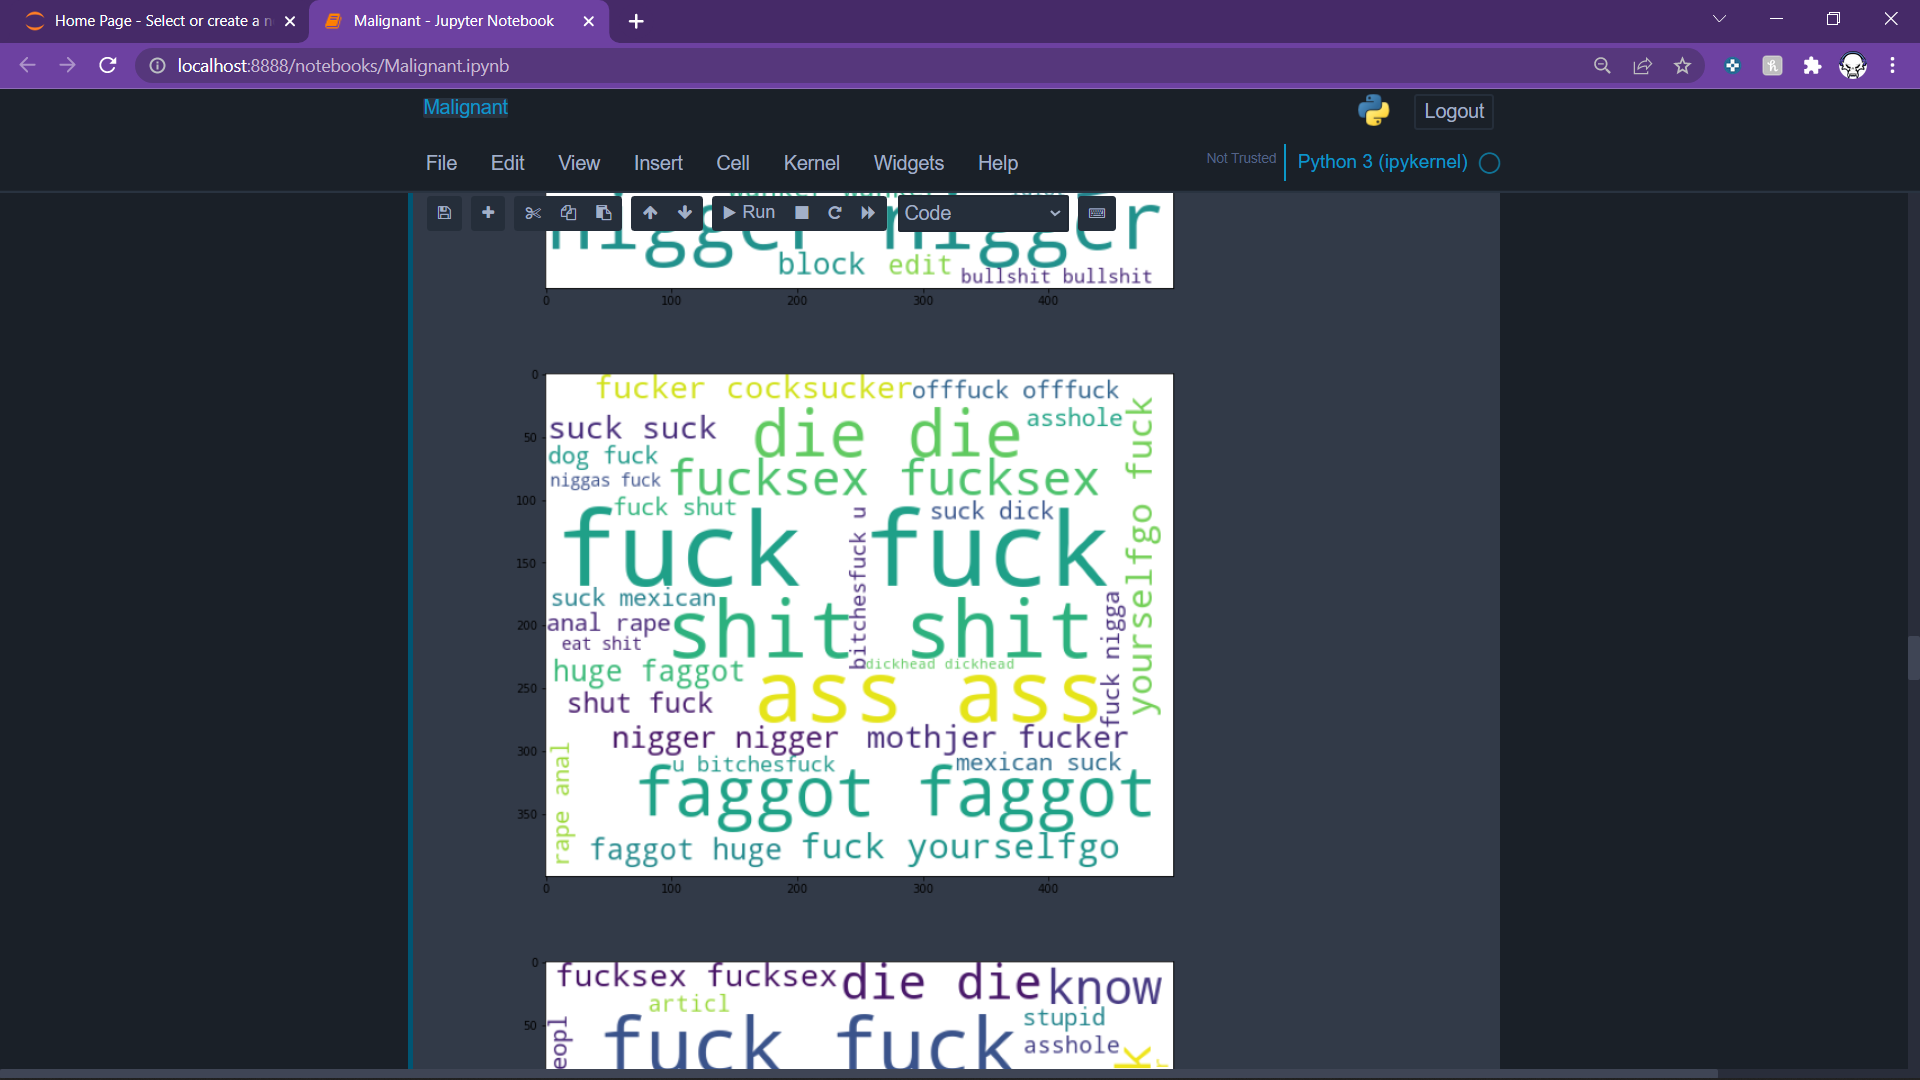 Home Page - Select or create a n
Malignant - Jupyter Notebook
localhost:8888/notebooks/Malignant.ipynb
Malignant
Logout
File Edit View Insert Cell Kernel Widgets Help
Not Trusted
Python 3 (ipykernel)
Run
Code
nigger nigger
block edit bullshit bullshit
0 100 200 300 400
0
50
100
150
200
250
300
350
fucker cocksucker offfuck offfuck
suck suck die die asshole
dog fuck
niggas fuck fucksex fucksex
fuck shut suck dick
fuck fuck
bitchesfuck u
yourselfgo fuck
suck mexican
anal rape shit shit
eat shit
fuck nigga
dickhead dickhead
huge faggot ass ass
shut fuck
nigger nigger mothjer fucker
u bitchesfuck mexican suck
rape anal
faggot faggot
faggot huge fuck yourselfgo
0 100 200 300 400
0
50
fucksex fucksex die die know
articl stupid
fuck fuck asshole